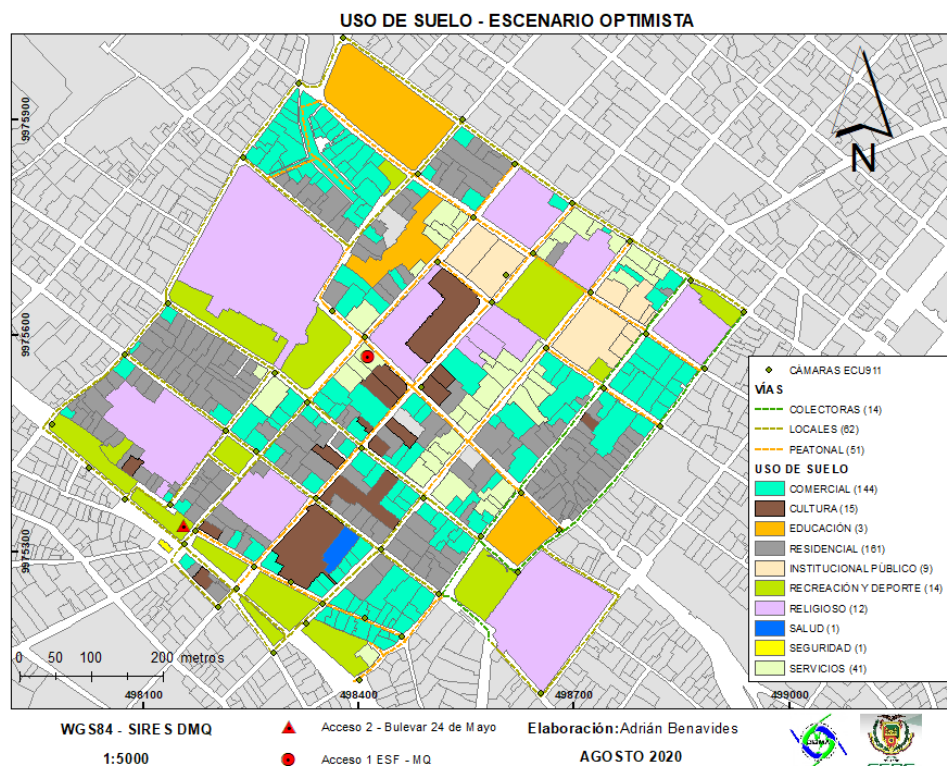 USO DE SUELO - ESCENARIO OPTIMISTA
9975900
N
9975600
CÁMARAS ECU911
VÍAS
COLECTORAS (14)
LOCALES (62)
PEATONAL (51)
USO DE SUELO
COMERCIAL (144)
CULTURA (15)
EDUCACIÓN (3)
RESIDENCIAL (161)
INSTITUCIONAL PÚBLICO (9)
RECREACIÓN Y DEPORTE (14)
RELIGIOSO (12)
SALUD (1)
SEGURIDAD (1)
SERVICIOS (41)
9975300
0 50 100 200 metros
498100 498400 498700 499000
WGS84 - SIRES DMQ
1:5000
Acceso 2 - Bulevar 24 de Mayo
Acceso 1 ESF - MQ
Elaboración: Adrián Benavides
AGOSTO 2020